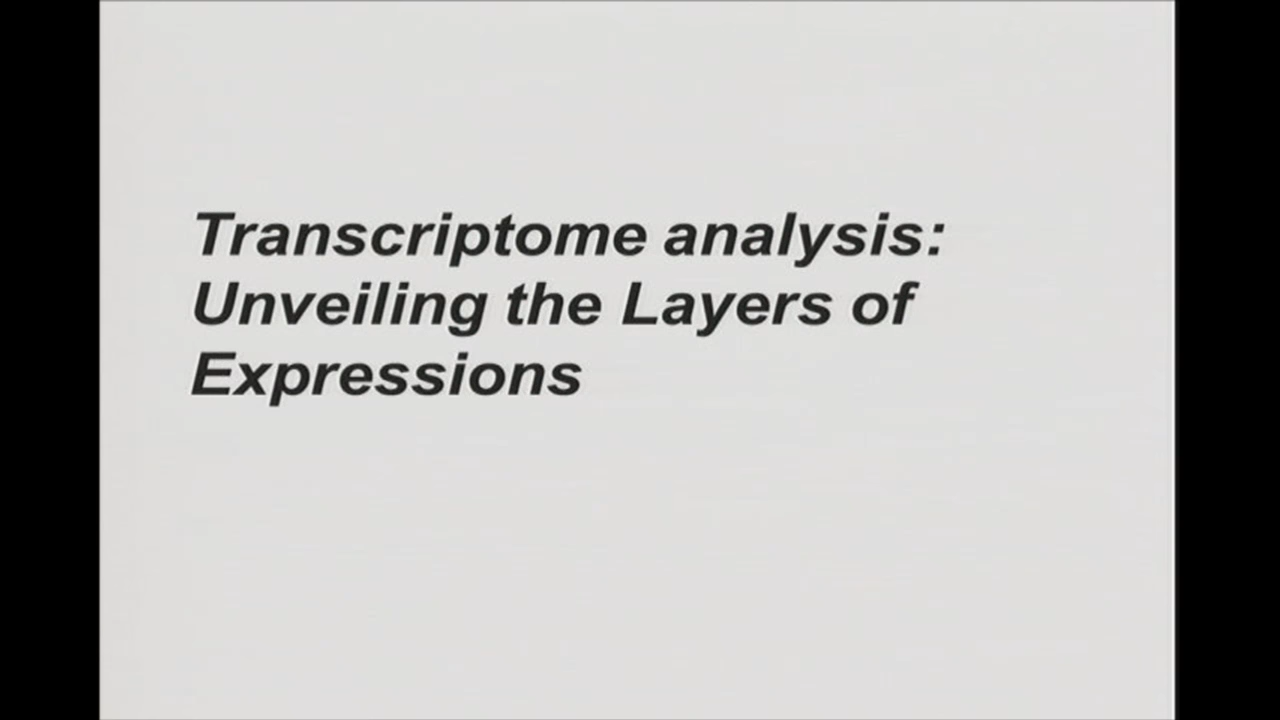 Transcriptome analysis:
Unveiling the Layers of
Expressions